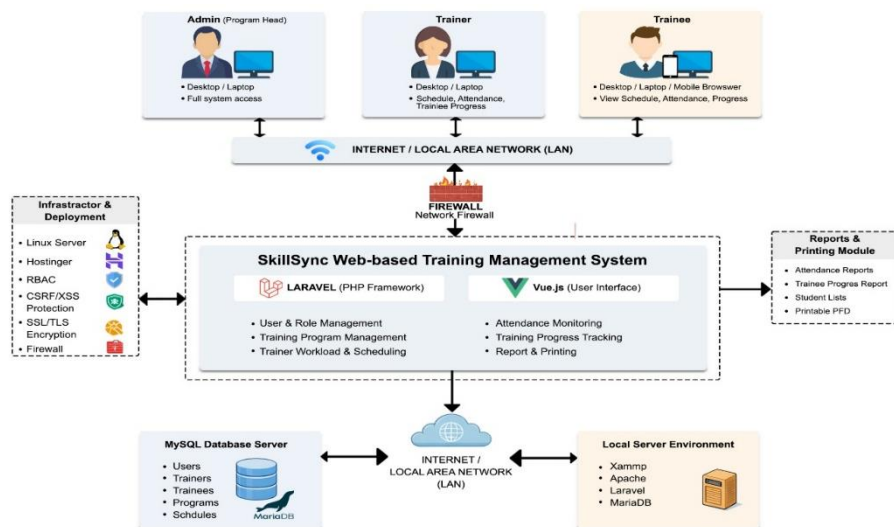 Admin (Program Head)
• Desktop / Laptop
• Full system access
Trainer
• Desktop / Laptop
• Schedule, Attendance,
Trainiee Progress
Trainee
• Desktop / Laptop / Mobile Browswer
• View Schedule, Attendance, Progress
INTERNET / LOCAL AREA NETWORK (LAN)
FIREWALL
Network Firewall
Infrastractor &
Deployment
• Linux Server
• Hostinger
• RBAC
• CSRF/XSS
Protection
• SSL/TLS
Encryption
• Firewall
SkillSync Web-based Training Management System
LARAVEL (PHP Framework)
Vue.js (User Interface)
• User & Role Management
• Training Program Management
• Trainer Workload & Scheduling
• Attendance Monitoring
• Training Progress Tracking
• Report & Printing
Reports &
Printing Module
• Attendance Reports
• Trainee Progres Report
• Student Lists
• Printable PFD
MySQL Database Server
• Users
• Trainers
• Trainees
• Programs
• Schdules
MariaDB
INTERNET /
LOCAL AREA NETWORK
(LAN)
Local Server Environment
• Xammp
• Apache
• Laravel
• MariaDB